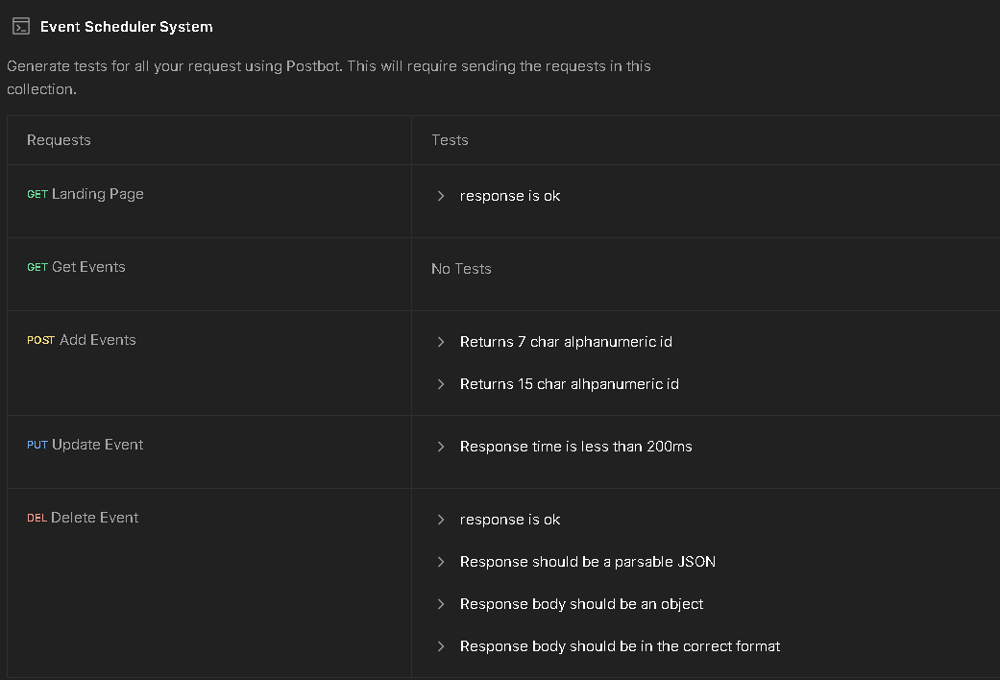 Event Scheduler System
Generate tests for all your request using Postbot. This will require sending the requests in this
collection.
Requests
Tests
GET Landing Page
response is ok
GET Get Events
No Tests
POST Add Events
Returns 7 char alphanumeric id
Returns 15 char alhpanumeric id
PUT Update Event
Response time is less than 200ms
DEL Delete Event
response is ok
Response should be a parsable JSON
Response body should be an object
Response body should be in the correct format